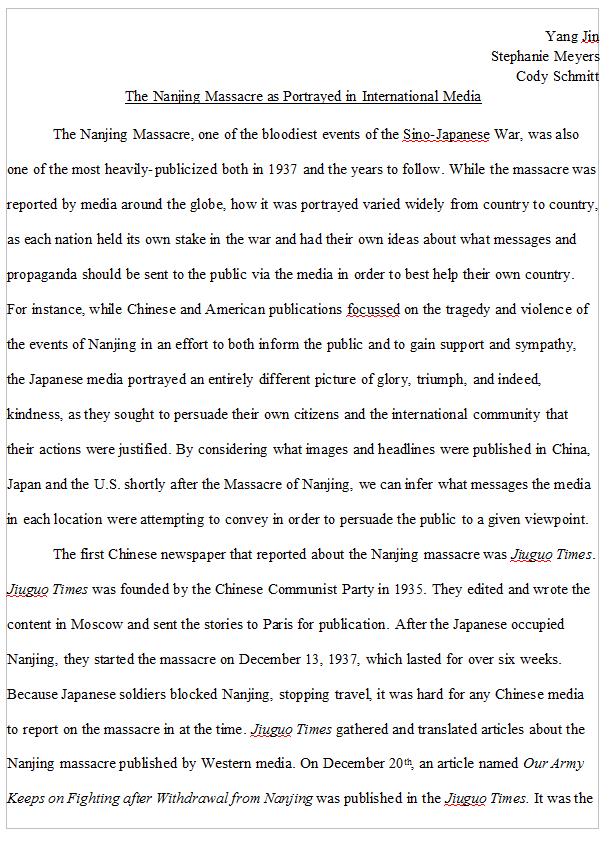 Yang Jin
Stephanie Meyers
Cody Schmitt
The Nanjing Massacre as Portrayed in International Media
The Nanjing Massacre, one of the bloodiest events of the Sino-Japanese War, was also
one of the most heavily-publicized both in 1937 and the years to follow. While the massacre was
reported by media around the globe, how it was portrayed varied widely from country to country,
as each nation held its own stake in the war and had their own ideas about what messages and
propaganda should be sent to the public via the media in order to best help their own country.
For instance, while Chinese and American publications focussed on the tragedy and violence of
the events of Nanjing in an effort to both inform the public and to gain support and sympathy,
the Japanese media portrayed an entirely different picture of glory, triumph, and indeed,
kindness, as they sought to persuade their own citizens and the international community that
their actions were justified. By considering what images and headlines were published in China,
Japan and the U.S. shortly after the Massacre of Nanjing, we can infer what messages the media
in each location were attempting to convey in order to persuade the public to a given viewpoint.
The first Chinese newspaper that reported about the Nanjing massacre was Jiuguo Times.
Jiuguo Times was founded by the Chinese Communist Party in 1935. They edited and wrote the
content in Moscow and sent the stories to Paris for publication. After the Japanese occupied
Nanjing, they started the massacre on December 13, 1937, which lasted for over six weeks.
Because Japanese soldiers blocked Nanjing, stopping travel, it was hard for any Chinese media
to report on the massacre in at the time. Jiuguo Times gathered and translated articles about the
Nanjing massacre published by Western media. On December 20th, an article named Our Army
Keeps on Fighting after Withdrawal from Nanjing was published in the Jiuguo Times. It was the